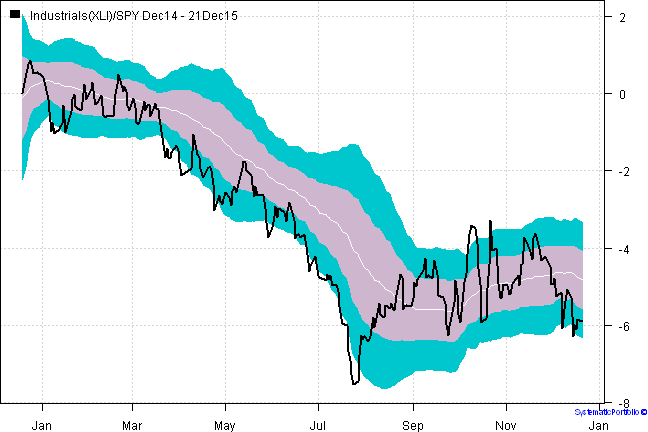 Industrials(XLI)/SPY Dec14 - 21Dec15
2
0
-2
-4
-6
-8
Jan Mar May Jul Sep Nov Jan
SystematicPortfolio ©